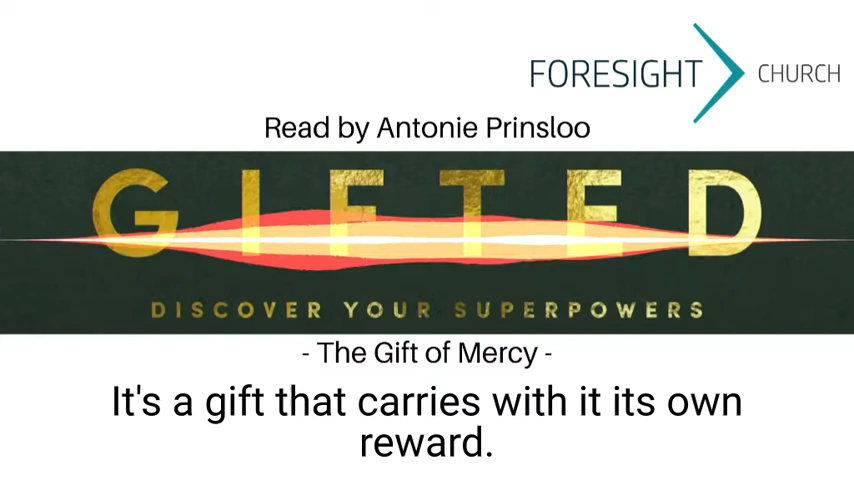 FORESIGHT CHURCH
Read by Antonie Prinsloo
GIFTED
DISCOVER YOUR SUPERPOWERS
- The Gift of Mercy -
It's a gift that carries with it its own
reward.